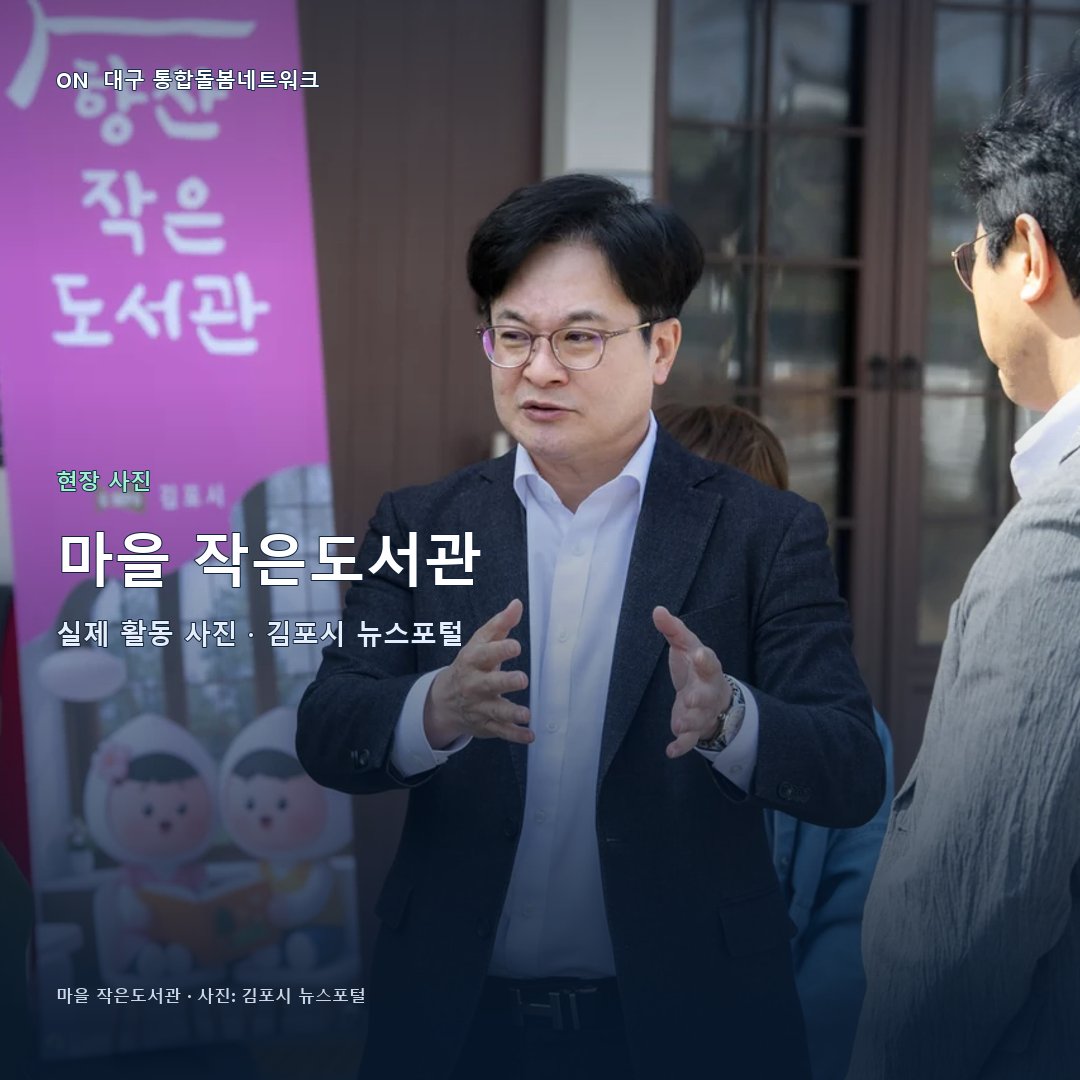 ON 대구 통합돌봄네트워크
향산
작은
도서관
현장 사진
김포시
마을 작은도서관
실제 활동 사진 · 김포시 뉴스포털
마을 작은도서관 · 사진: 김포시 뉴스포털